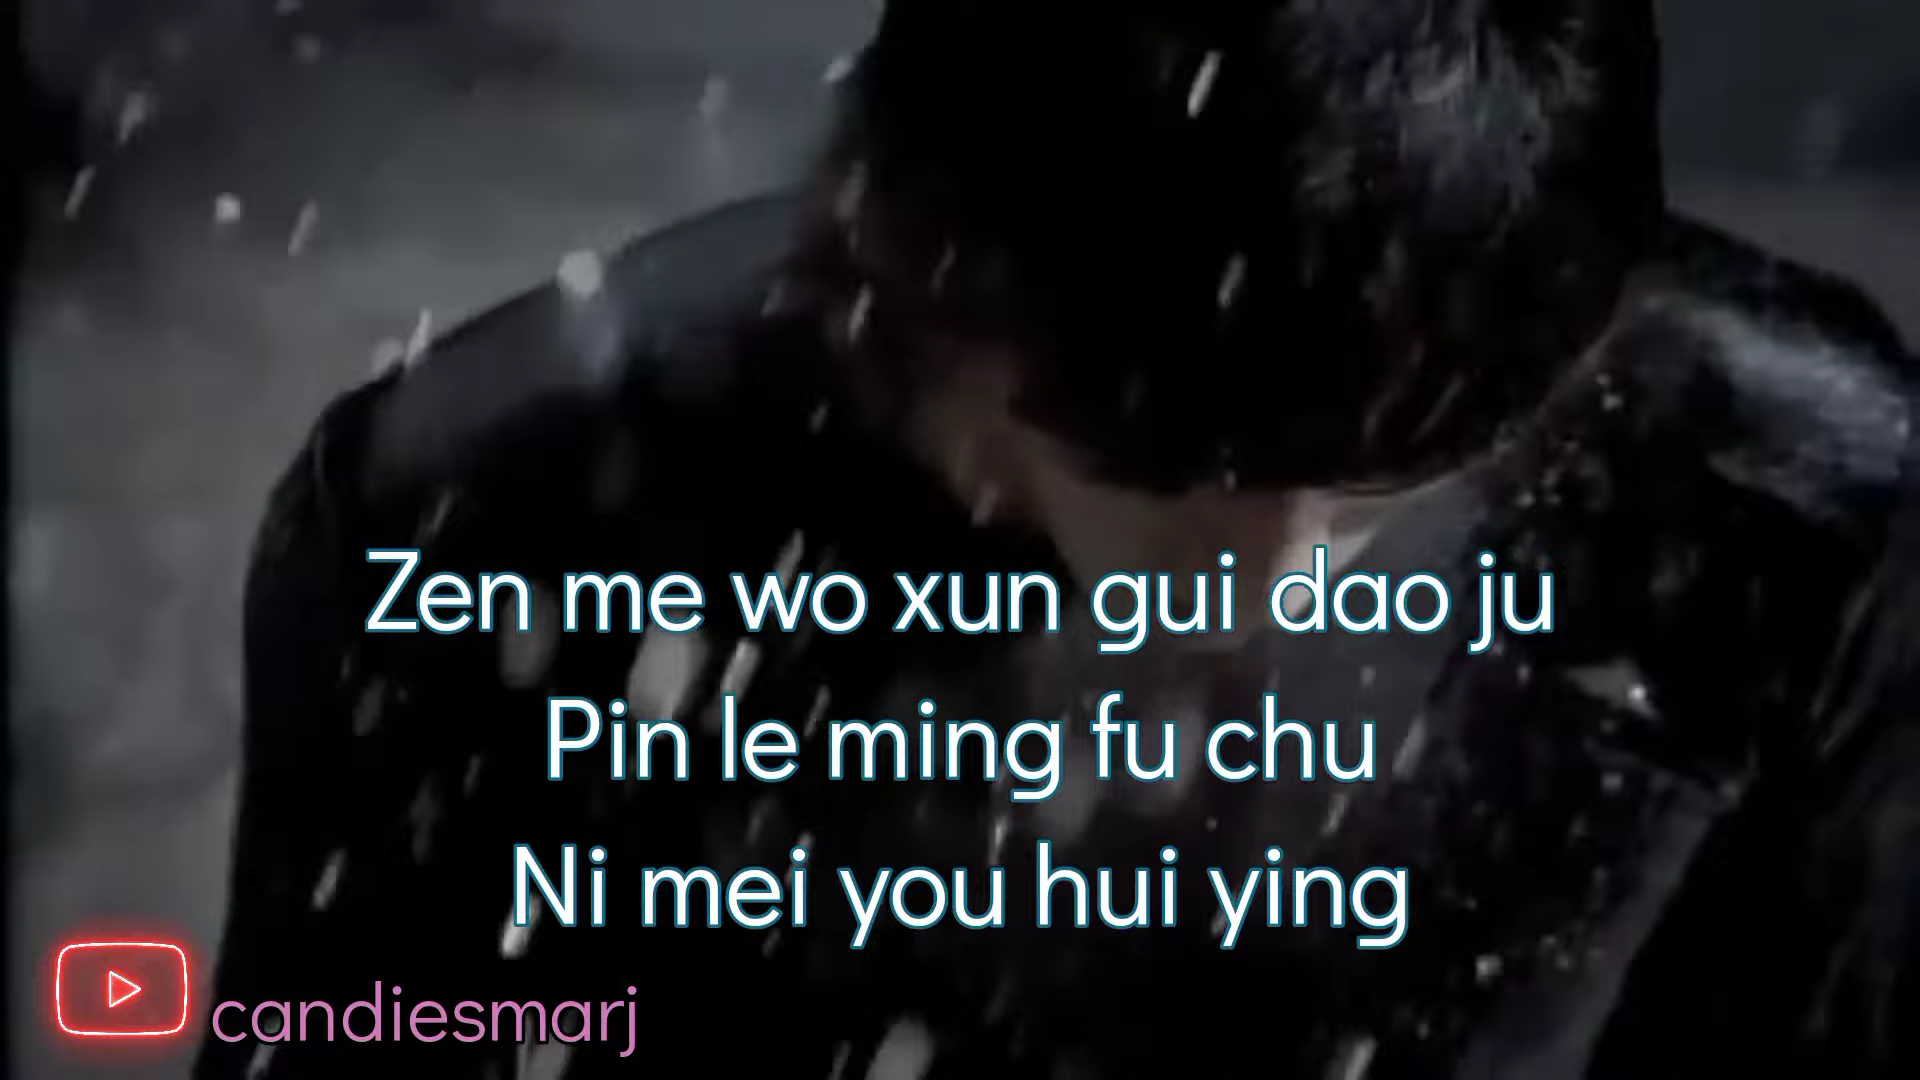 Zen me wo xun gui dao ju
Pin le ming fu chu
Ni mei you hui ying
candiesmarj